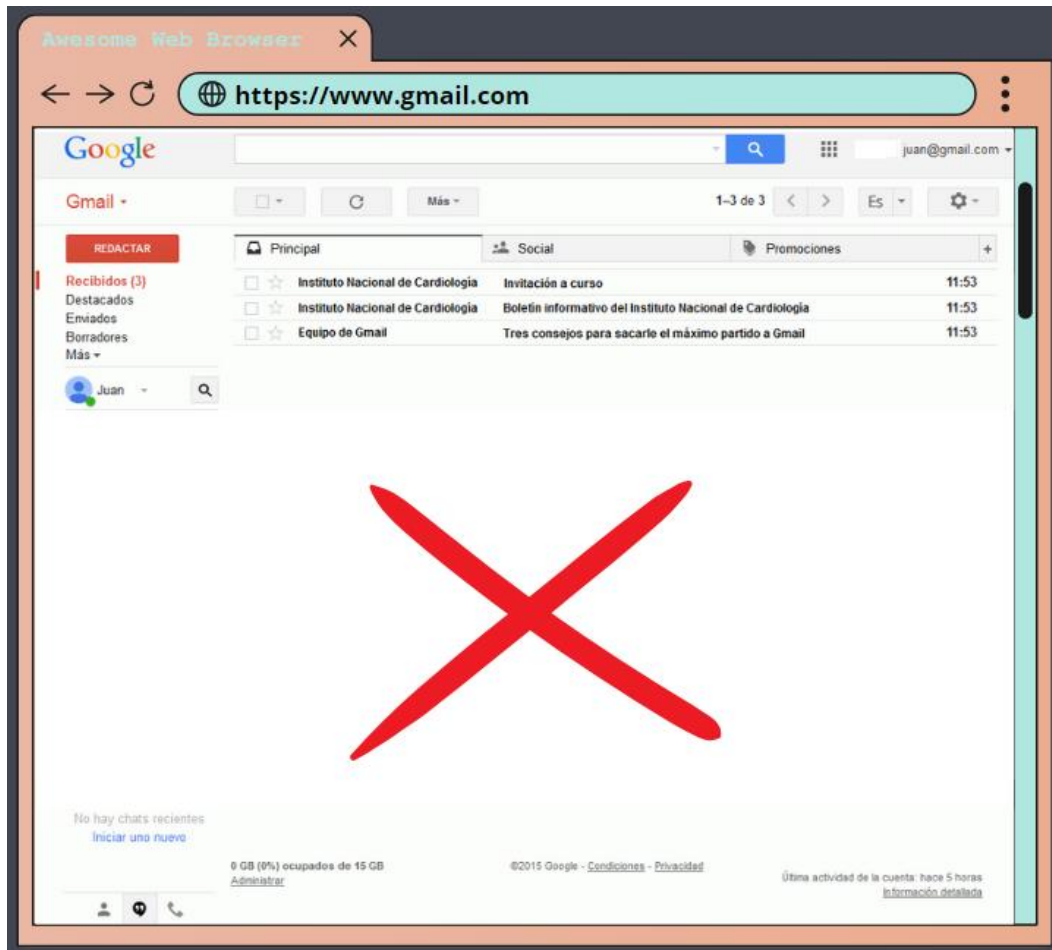 Awesome Web Browser
https://www.gmail.com
Google
juan@gmail.com
Gmail
Más
1–3 de 3
Es
REDACTAR
Principal
Social
Promociones
+
Recibidos (3)
Destacados
Enviados
Borradores
Más
Instituto Nacional de Cardiología Invitación a curso 11:53
Instituto Nacional de Cardiología Boletín informativo del Instituto Nacional de Cardiología 11:53
Equipo de Gmail Tres consejos para sacarle el máximo partido a Gmail 11:53
Juan
No hay chats recientes
Iniciar uno nuevo
0 GB (0%) ocupados de 15 GB
Administrar
©2015 Google - Condiciones - Privacidad
Última actividad de la cuenta: hace 5 horas
Información detallada